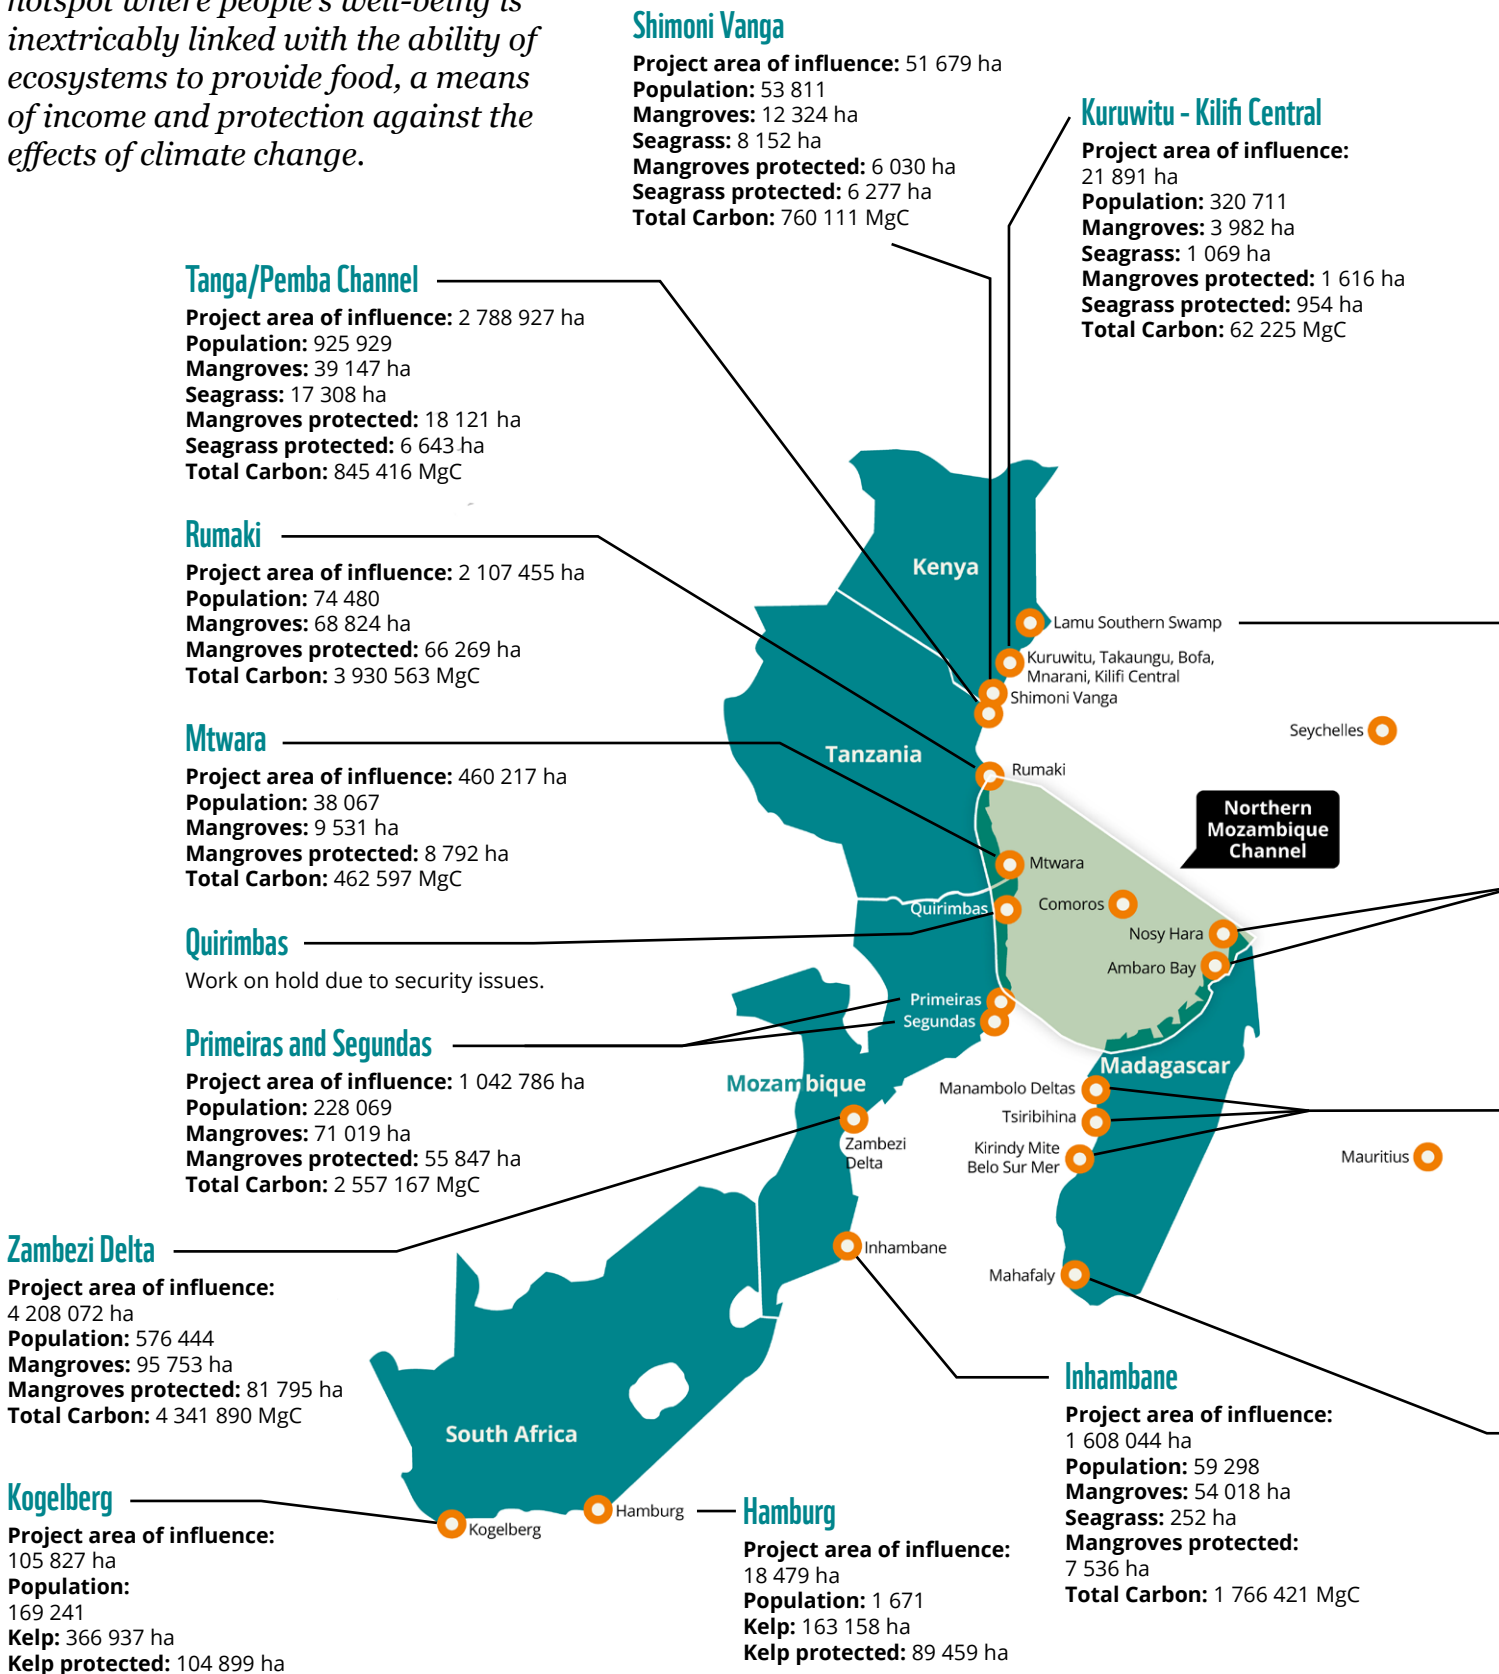 hotspot where people's well-being is
inextricably linked with the ability of
ecosystems to provide food, a means
of income and protection against the
effects of climate change.
Shimoni Vanga
Project area of influence: 51 679 ha
Population: 53 811
Mangroves: 12 324 ha
Seagrass: 8 152 ha
Mangroves protected: 6 030 ha
Seagrass protected: 6 277 ha
Total Carbon: 760 111 MgC
Kuruwitu - Kilifi Central
Project area of influence:
21 891 ha
Population: 320 711
Mangroves: 3 982 ha
Seagrass: 1 069 ha
Mangroves protected: 1 616 ha
Seagrass protected: 954 ha
Total Carbon: 62 225 MgC
Tanga/Pemba Channel
Project area of influence: 2 788 927 ha
Population: 925 929
Mangroves: 39 147 ha
Seagrass: 17 308 ha
Mangroves protected: 18 121 ha
Seagrass protected: 6 643 ha
Total Carbon: 845 416 MgC
Rumaki
Project area of influence: 2 107 455 ha
Population: 74 480
Mangroves: 68 824 ha
Mangroves protected: 66 269 ha
Total Carbon: 3 930 563 MgC
Mtwara
Project area of influence: 460 217 ha
Population: 38 067
Mangroves: 9 531 ha
Mangroves protected: 8 792 ha
Total Carbon: 462 597 MgC
Quirimbas
Work on hold due to security issues.
Primeiras and Segundas
Project area of influence: 1 042 786 ha
Population: 228 069
Mangroves: 71 019 ha
Mangroves protected: 55 847 ha
Total Carbon: 2 557 167 MgC
Zambezi Delta
Project area of influence:
4 208 072 ha
Population: 576 444
Mangroves: 95 753 ha
Mangroves protected: 81 795 ha
Total Carbon: 4 341 890 MgC
Kogelberg
Project area of influence:
105 827 ha
Population:
169 241
Kelp: 366 937 ha
Kelp protected: 104 899 ha
Hamburg
Project area of influence:
18 479 ha
Population: 1 671
Kelp: 163 158 ha
Kelp protected: 89 459 ha
Inhambane
Project area of influence:
1 608 044 ha
Population: 59 298
Mangroves: 54 018 ha
Seagrass: 252 ha
Mangroves protected:
7 536 ha
Total Carbon: 1 766 421 MgC
Kenya
Lamu Southern Swamp
Kuruwitu, Takaungu, Bofa,
Mnarani, Kilifi Central
Shimoni Vanga
Seychelles
Tanzania
Rumaki
Northern
Mozambique
Channel
Mtwara
Quirimbas
Comoros
Nosy Hara
Ambaro Bay
Primeiras
Segundas
Madagascar
Mozambique
Manambolo Deltas
Tsiribihina
Kirindy Mite
Belo Sur Mer
Zambezi
Delta
Mauritius
Inhambane
Mahafaly
South Africa
Hamburg
Kogelberg